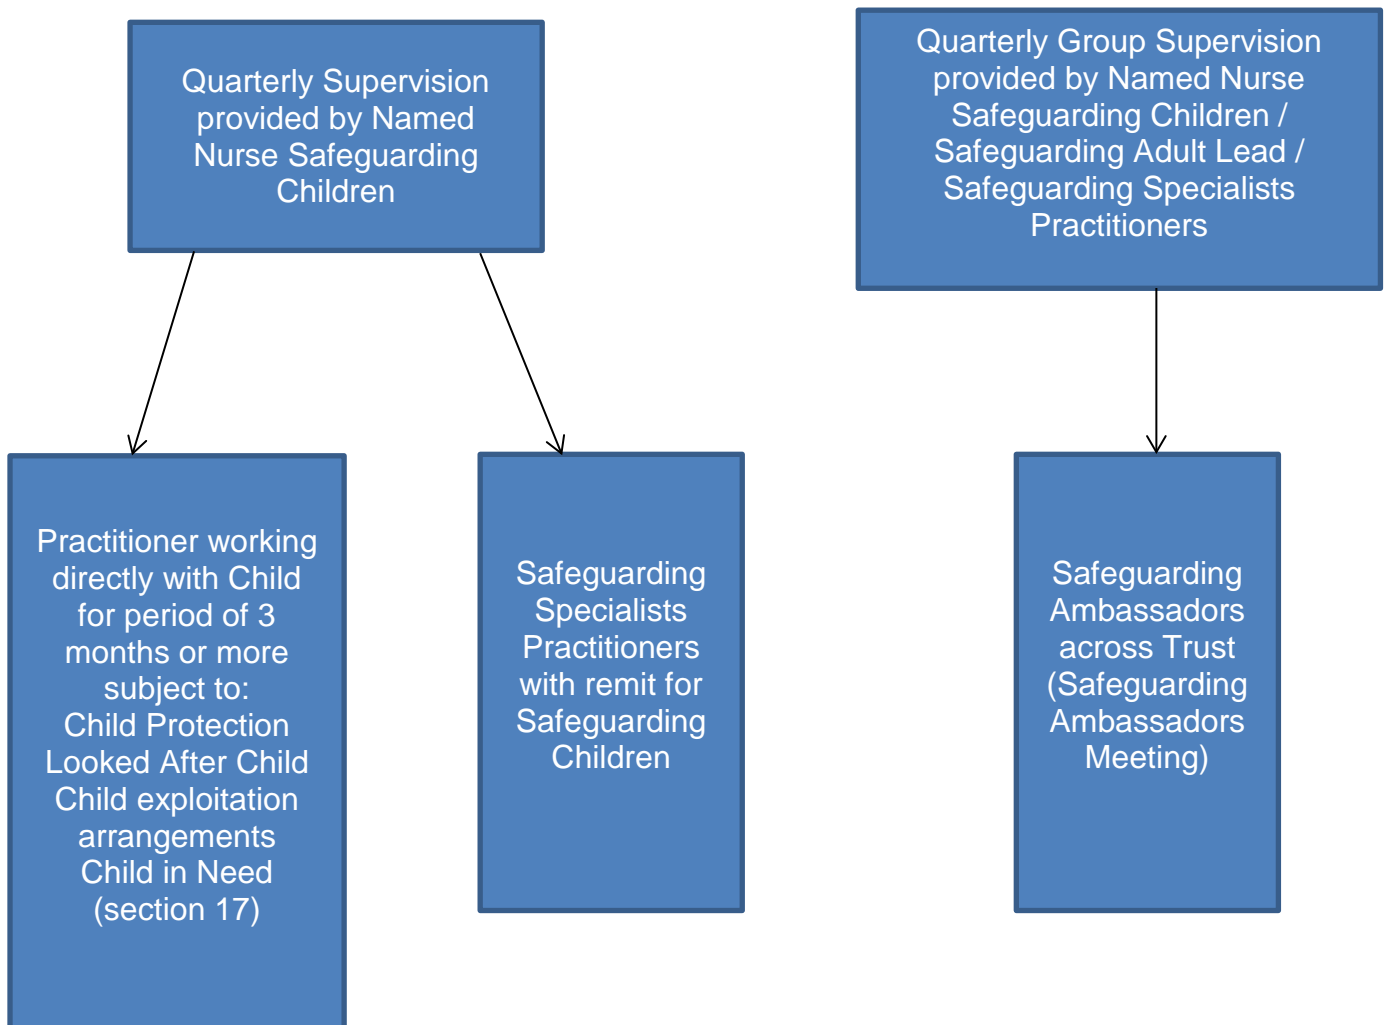 Quarterly Supervision
provided by Named
Nurse Safeguarding
Children
Quarterly Group Supervision
provided by Named Nurse
Safeguarding Children /
Safeguarding Adult Lead /
Safeguarding Specialists
Practitioners
Practitioner working
directly with Child
for period of 3
months or more
subject to:
Child Protection
Looked After Child
Child exploitation
arrangements
Child in Need
(section 17)
Safeguarding
Specialists
Practitioners
with remit for
Safeguarding
Children
Safeguarding
Ambassadors
across Trust
(Safeguarding
Ambassadors
Meeting)